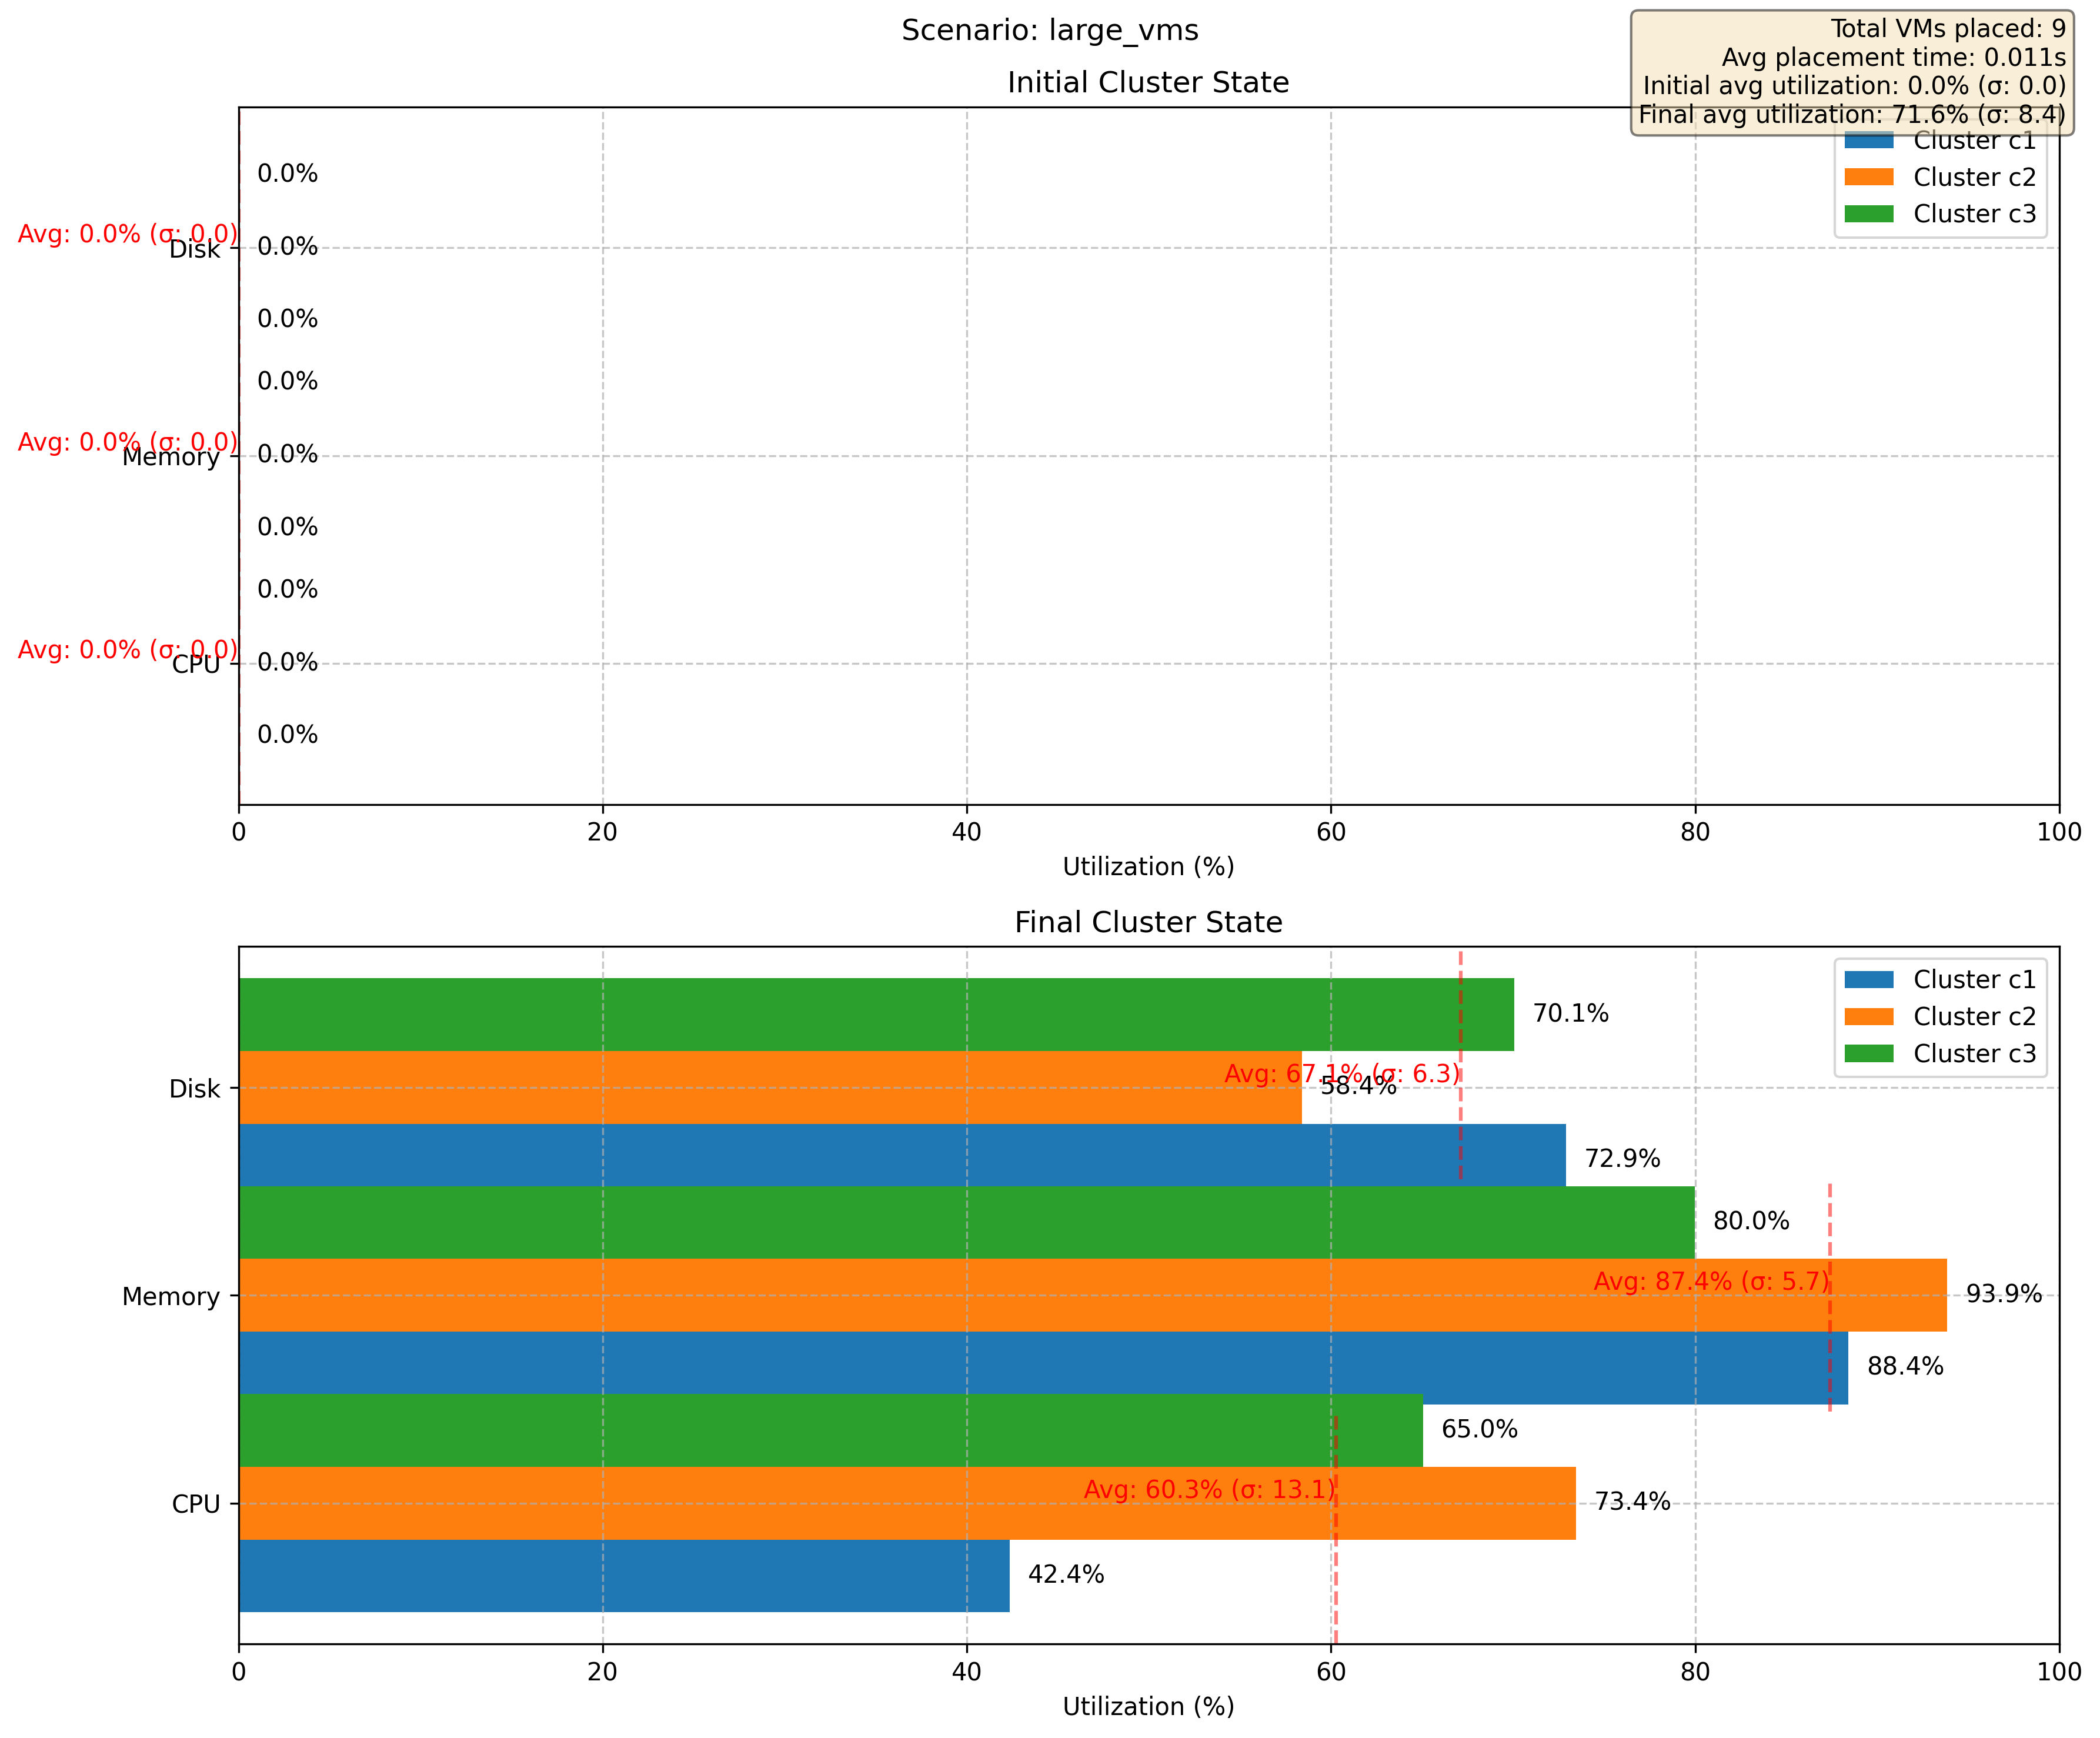 Scenario: large_vms
Total VMs placed: 9
Avg placement time: 0.011s
Initial avg utilization: 0.0% (σ: 0.0)
Final avg utilization: 71.6% (σ: 8.4)
Initial Cluster State
Cluster c1
Cluster c2
Cluster c3
0.0%
Avg: 0.0% (σ: 0.0)
Disk
0.0%
0.0%
0.0%
Avg: 0.0% (σ: 0.0)
Memory
0.0%
0.0%
0.0%
Avg: 0.0% (σ: 0.0)
CPU
0.0%
0.0%
0 20 40 60 80 100
Utilization (%)
Final Cluster State
Cluster c1
Cluster c2
Cluster c3
70.1%
Avg: 67.1% (σ: 6.3)
Disk
58.4%
72.9%
80.0%
Avg: 87.4% (σ: 5.7)
Memory
93.9%
88.4%
65.0%
Avg: 60.3% (σ: 13.1)
CPU
73.4%
42.4%
0 20 40 60 80 100
Utilization (%)